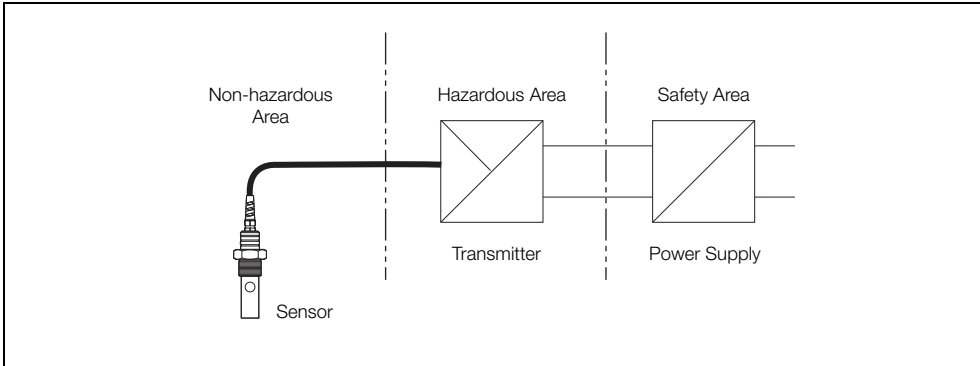 Non-hazardous
Area
Hazardous Area
Safety Area
Transmitter
Power Supply
Sensor